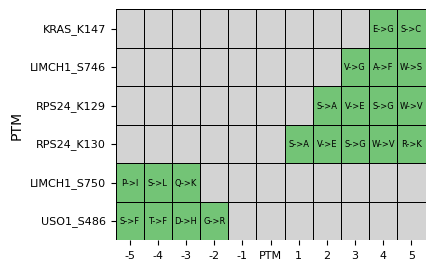 KRAS_K147 E->G S->C
LIMCH1_S746 V->G A->F W->S
RPS24_K129 S->A V->E S->G W->V
RPS24_K130 S->A V->E S->G W->V R->K
LIMCH1_S750 P->I S->L Q->K
USO1_S486 S->F T->F D->H G->R
-5 -4 -3 -2 -1 PTM 1 2 3 4 5
PTM